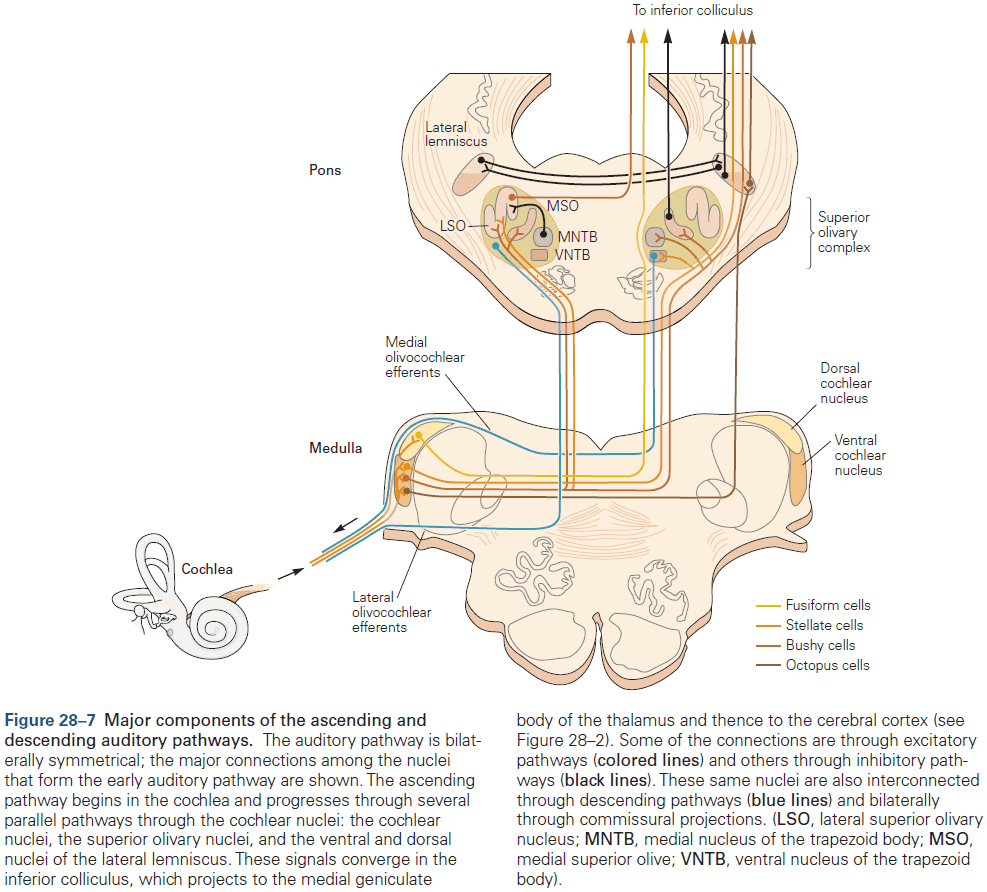 To inferior colliculus
Lateral
lemniscus
Pons
MSO
LSO
MNTB
VNTB
Superior
olivary
complex
Medial
olivocochlear
efferents
Dorsal
cochlear
nucleus
Medulla
Ventral
cochlear
nucleus
Cochlea
Lateral
olivocochlear
efferents
Fusiform cells
Stellate cells
Bushy cells
Octopus cells
Figure 28–7 Major components of the ascending and
descending auditory pathways. The auditory pathway is bilat-
erally symmetrical; the major connections among the nuclei
that form the early auditory pathway are shown. The ascending
pathway begins in the cochlea and progresses through several
parallel pathways through the cochlear nuclei: the cochlear
nuclei, the superior olivary nuclei, and the ventral and dorsal
nuclei of the lateral lemniscus. These signals converge in the
inferior colliculus, which projects to the medial geniculate
body of the thalamus and thence to the cerebral cortex (see
Figure 28–2). Some of the connections are through excitatory
pathways (colored lines) and others through inhibitory path-
ways (black lines). These same nuclei are also interconnected
through descending pathways (blue lines) and bilaterally
through commissural projections. (LSO, lateral superior olivary
nucleus; MNTB, medial nucleus of the trapezoid body; MSO,
medial superior olive; VNTB, ventral nucleus of the trapezoid
body).